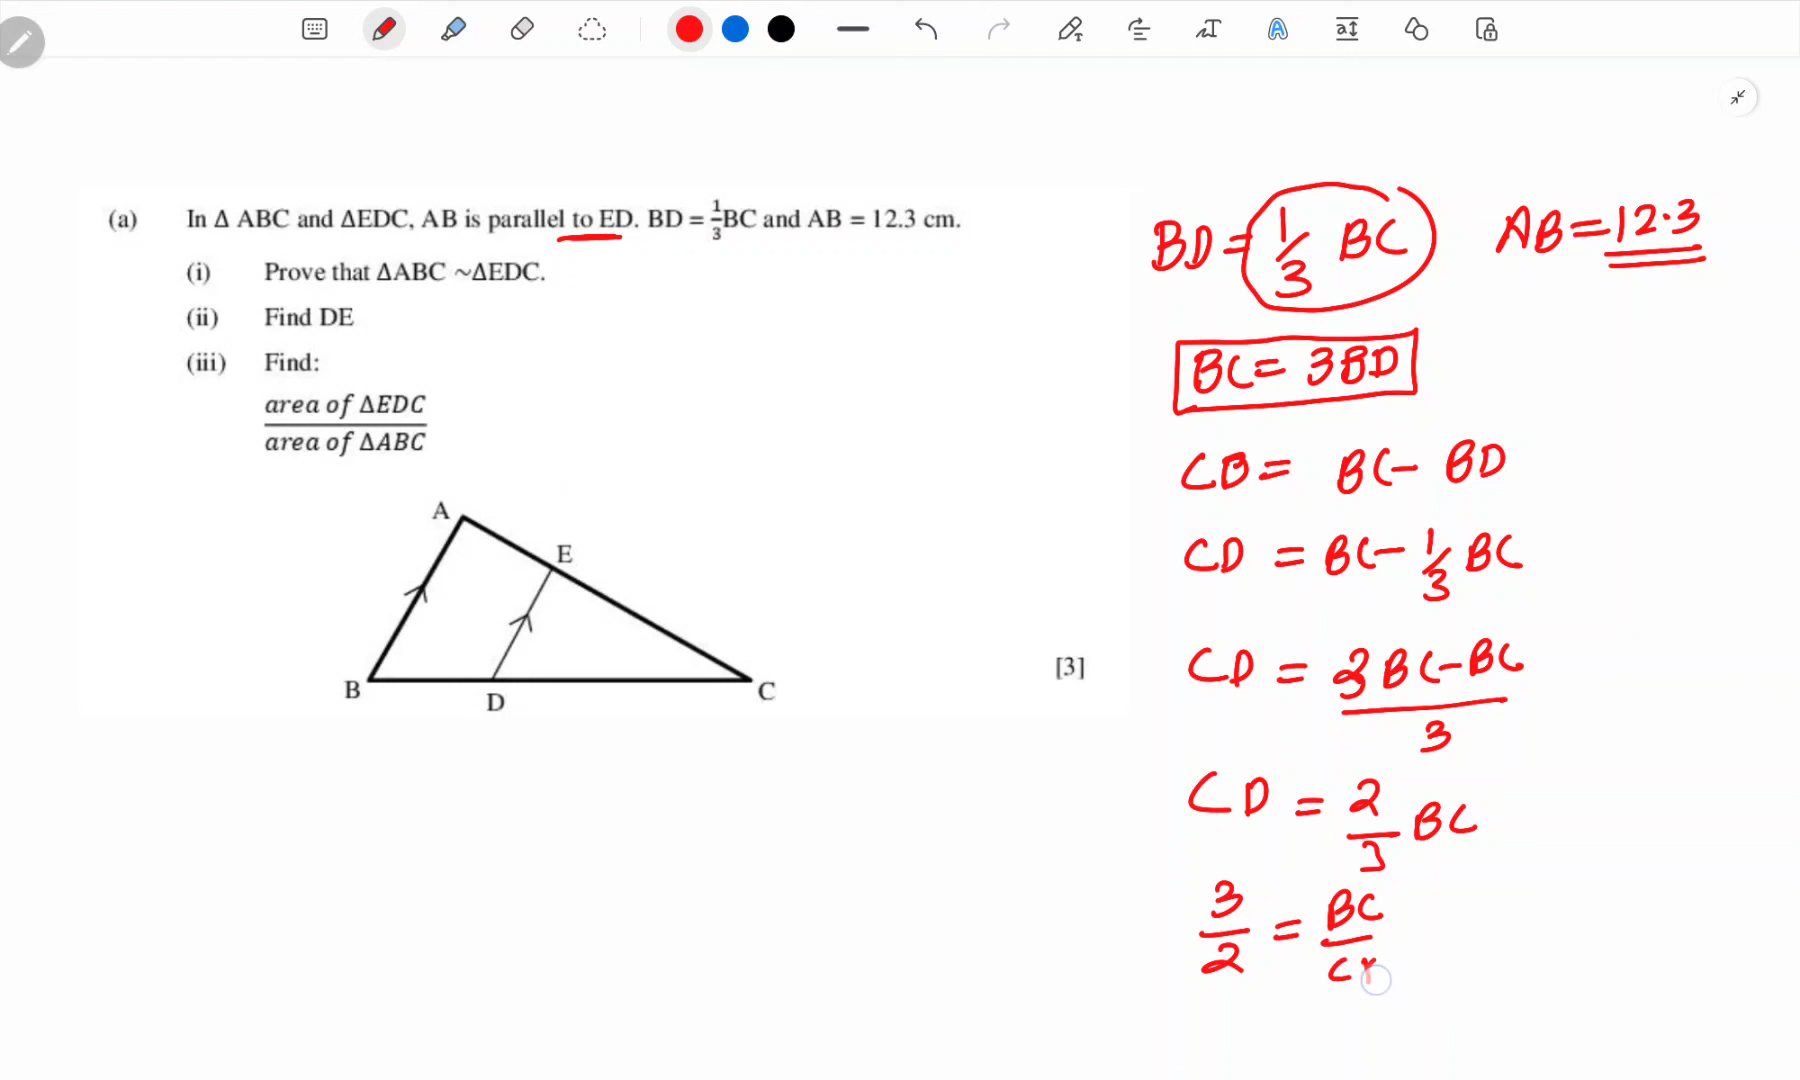 (a) In Δ ABC and ΔEDC, AB is parallel to ED. BD = 1/3 BC and AB = 12.3 cm.
(i) Prove that ΔABC ~ΔEDC.
(ii) Find DE
(iii) Find:
area of ΔEDC
area of ΔABC
A
E
B
D
C
[3]
BD = 1/3 BC AB = 12.3
BC = 3BD
CB = BC - BD
CD = BC - 1/3 BC
CD = 3BC - BC / 3
CD = 2/3 BC
3/2 = BC/